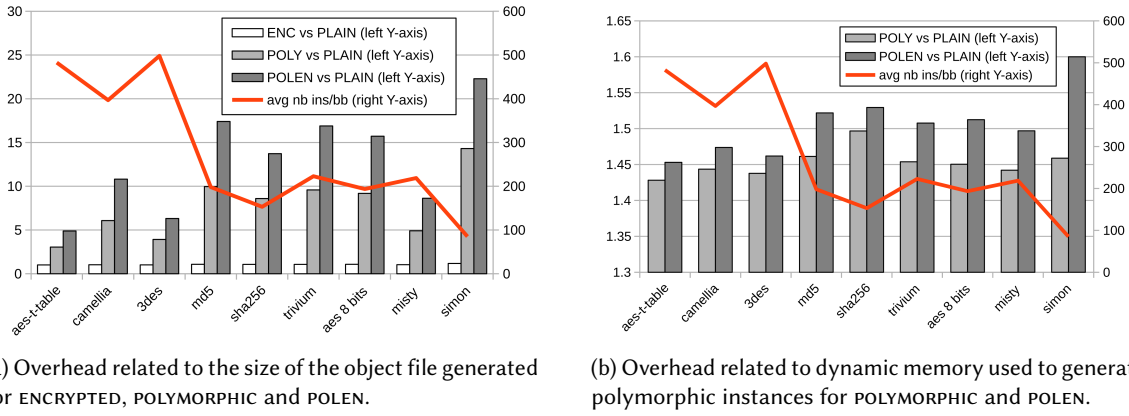 30
25
20
15
10
5
0
600
500
400
300
200
100
0
ENC vs PLAIN (left Y-axis)
POLY vs PLAIN (left Y-axis)
POLEN vs PLAIN (left Y-axis)
avg nb ins/bb (right Y-axis)
aes-t-table
camellia
3des
md5
sha256
trivium
aes 8 bits
misty
simon
) Overhead related to the size of the object file generated
or ENCRYPTED, POLYMORPHIC and POLEN.
1.65
1.6
1.55
1.5
1.45
1.4
1.35
1.3
600
500
400
300
200
100
0
POLY vs PLAIN (left Y-axis)
POLEN vs PLAIN (left Y-axis)
avg nb ins/bb (right Y-axis)
aes-t-table
camellia
3des
md5
sha256
trivium
aes 8 bits
misty
simon
(b) Overhead related to dynamic memory used to generat
polymorphic instances for POLYMORPHIC and POLEN.